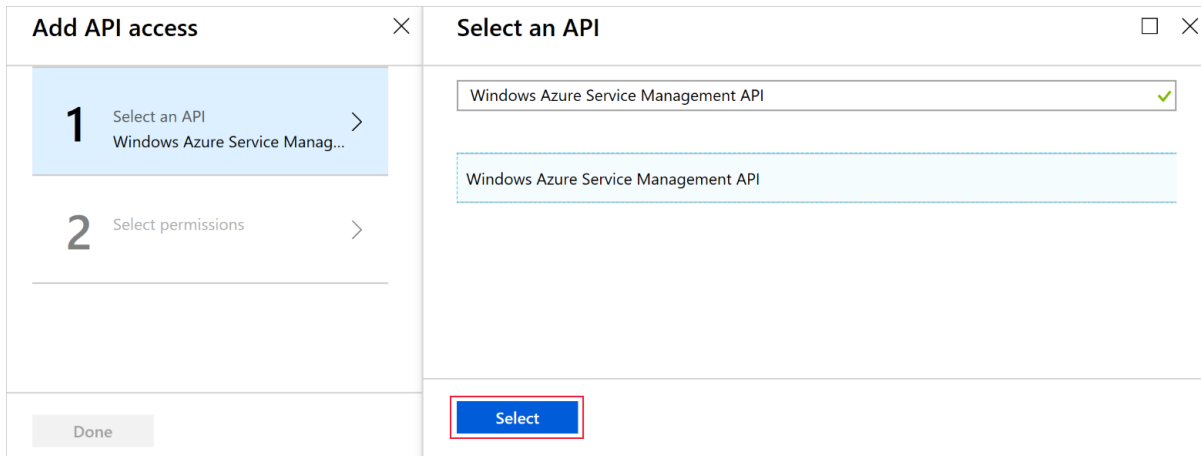 Add API access
1
Select an API
Windows Azure Service Manag...
2
Select permissions
Done
Select an API
Windows Azure Service Management API
Windows Azure Service Management API
Select